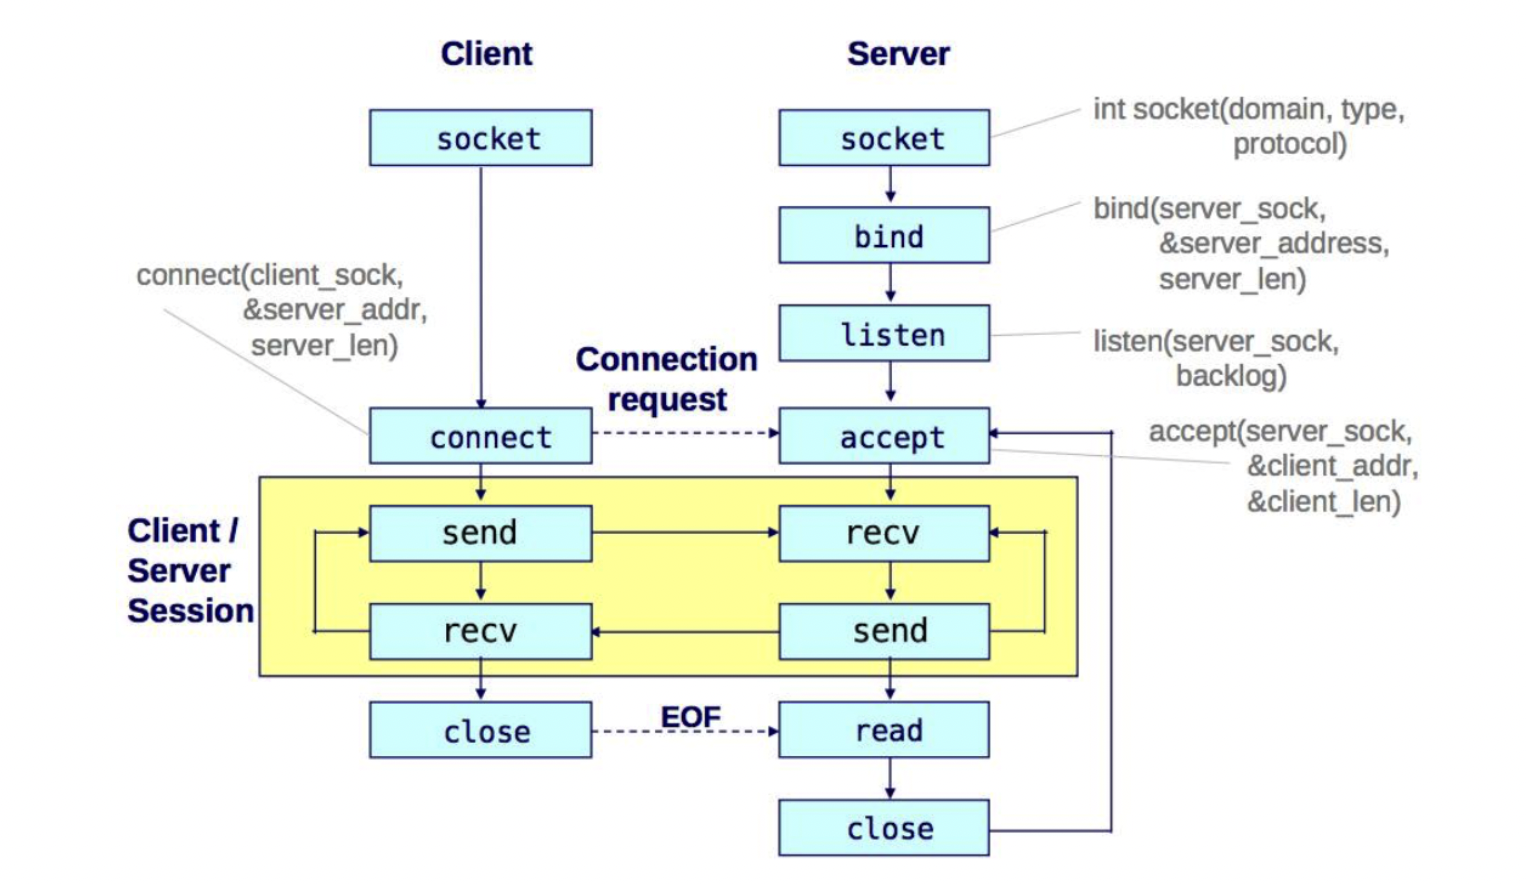 Client
Server
socket
socket
int socket(domain, type,
protocol)
bind
bind(server_sock,
&server_address,
server_len)
connect(client_sock,
&server_addr,
server_len)
listen
listen(server_sock,
backlog)
Connection
request
connect
accept
accept(server_sock,
&client_addr,
&client_len)
Client /
Server
Session
send
recv
recv
send
close
EOF
read
close